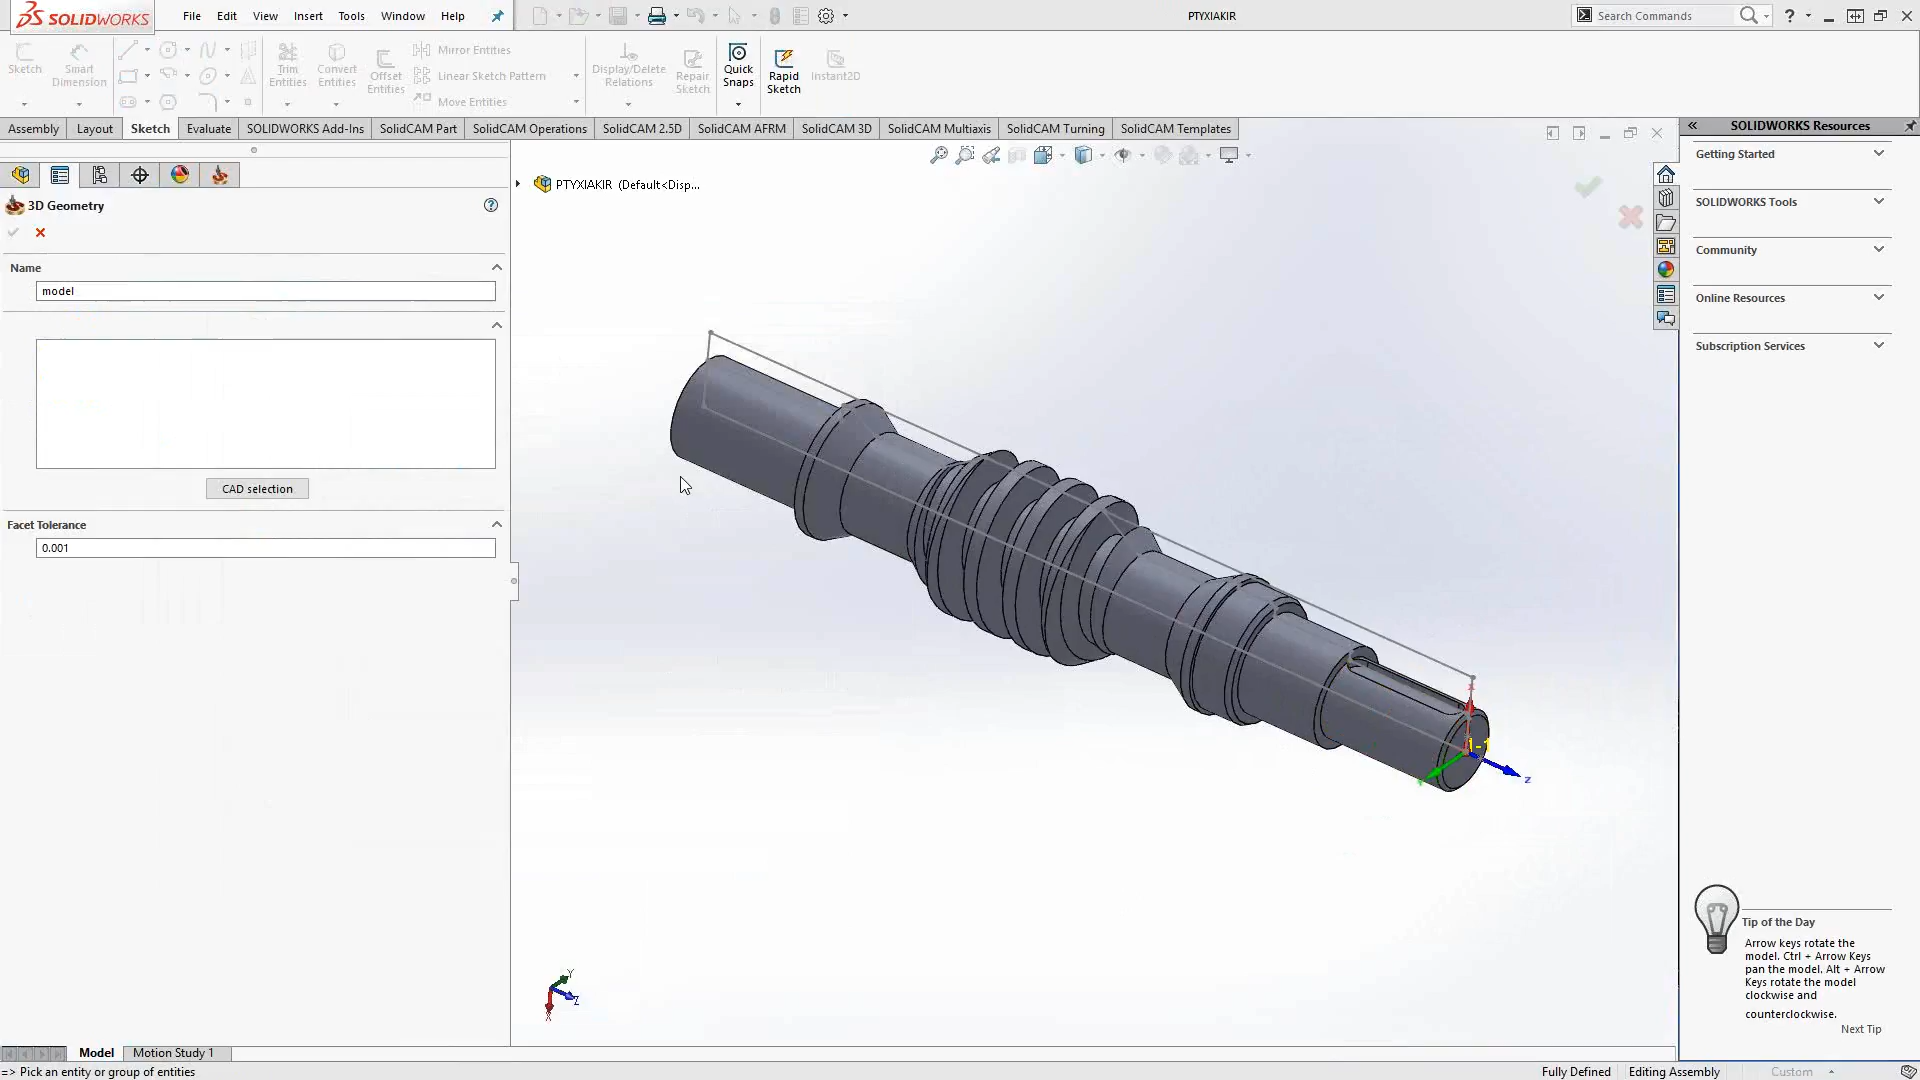 SOLIDWORKS
File Edit View Insert Tools Window Help
PTYXIAKIR
Search Commands
Sketch
Smart Dimension
Trim Entities
Convert Entities
Offset Entities
Mirror Entities
Linear Sketch Pattern
Move Entities
Display/Delete Relations
Repair Sketch
Quick Snaps
Rapid Sketch
Instant2D
Assembly Layout Sketch Evaluate SOLIDWORKS Add-Ins SolidCAM Part SolidCAM Operations SolidCAM 2.5D SolidCAM AFRM SolidCAM 3D SolidCAM Multiaxis SolidCAM Turning SolidCAM Templates
SOLIDWORKS Resources
Getting Started
SOLIDWORKS Tools
Community
Online Resources
Subscription Services
PTYXIAKIR (Default<Disp...
3D Geometry
Name
model
CAD selection
Facet Tolerance
0.001
Z
Y
Z
X
Tip of the Day
Arrow keys rotate the
model. Ctrl + Arrow Keys
pan the model. Alt + Arrow
Keys rotate the model
clockwise and
counterclockwise.
Next Tip
Model Motion Study 1
=> Pick an entity or group of entities
Fully Defined Editing Assembly Custom